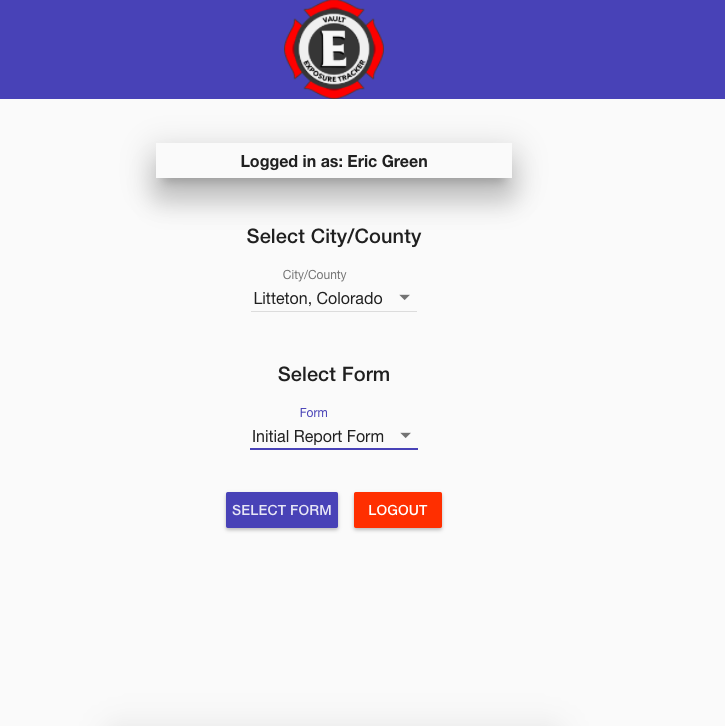 VAULT
E
EXPOSURE TRACKER
Logged in as: Eric Green
Select City/County
City/County
Litteton, Colorado
Select Form
Form
Initial Report Form
SELECT FORM LOGOUT